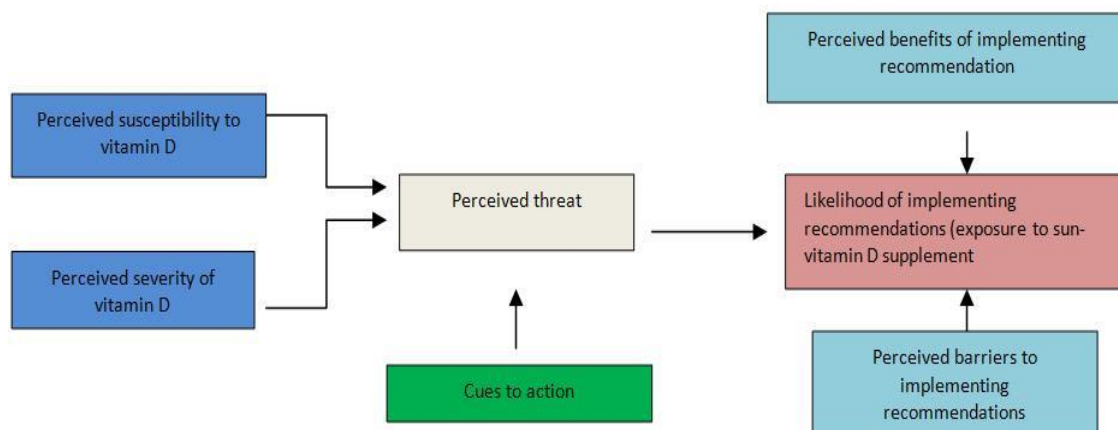 Perceived benefits of implementing
recommendation
Perceived susceptibility to
vitamin D
Perceived threat
Likelihood of implementing
recommendations (exposure to sun-
vitamin D supplement
Perceived severity of
vitamin D
Cues to action
Perceived barriers to
implementing
recommendations